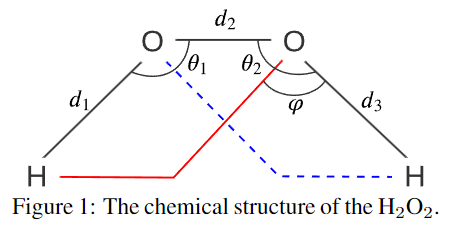 d₂
O O
θ₁ θ₂
d₁ φ d₃
H H
Figure 1: The chemical structure of the H₂O₂.